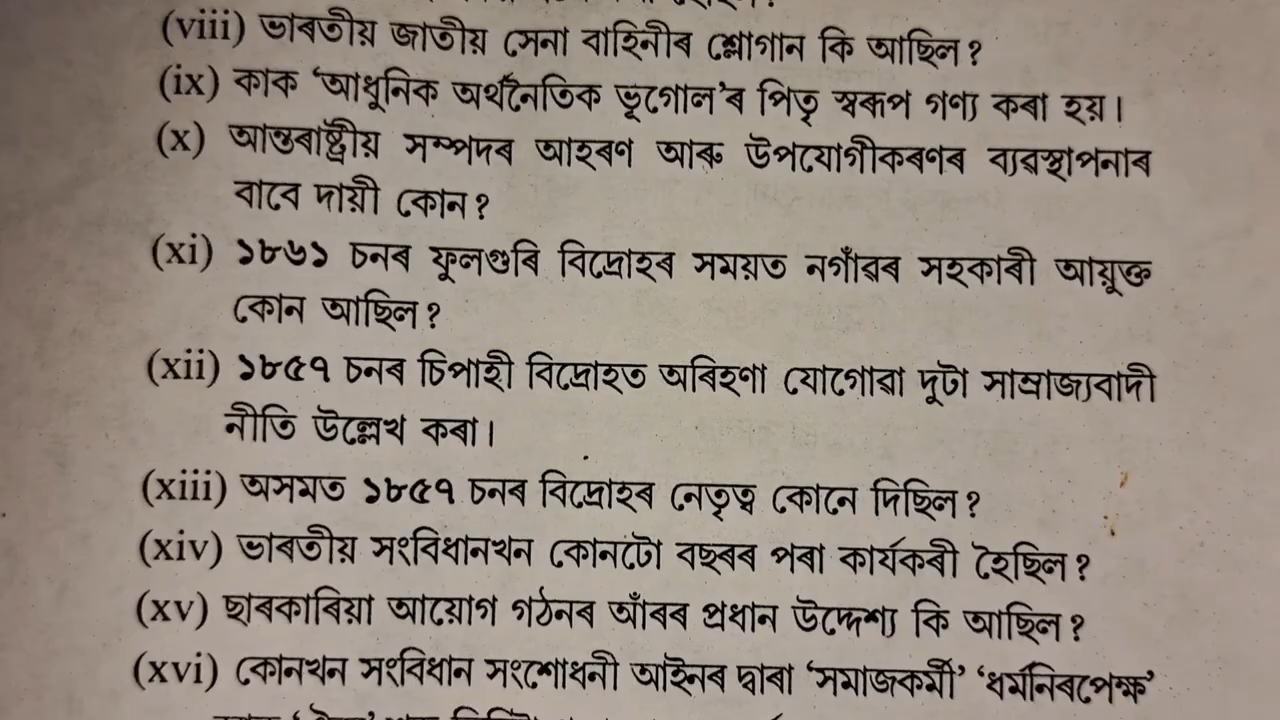 (viii) ভাৰতীয় জাতীয় সেনা বাহিনীৰ শ্লোগান কি আছিল?
(ix) কাক ‘আধুনিক অৰ্থনৈতিক ভূগোল’ৰ পিতৃ স্বৰূপ গণ্য কৰা হয়।
(x) আন্তৰাষ্ট্ৰীয় সম্পদৰ আহৰণ আৰু উপযোগীকৰণৰ ব্যৱস্থাপনাৰ
বাবে দায়ী কোন?
(xi) ১৮৬১ চনৰ ফুলগুৰি বিদ্ৰোহৰ সময়ত নগাঁৱৰ সহকাৰী আয়ুক্ত
কোন আছিল?
(xii) ১৮৫৭ চনৰ চিপাহী বিদ্ৰোহত অৰিহণা যোগোৱা দুটা সাম্ৰাজ্যবাদী
নীতি উল্লেখ কৰা।
(xiii) অসমত ১৮৫৭ চনৰ বিদ্ৰোহৰ নেতৃত্ব কোনে দিছিল?
(xiv) ভাৰতীয় সংবিধানখন কোনটো বছৰৰ পৰা কাৰ্যকৰী হৈছিল?
(xv) ছাৰকাৰিয়া আয়োগ গঠনৰ আঁৰৰ প্ৰধান উদ্দেশ্য কি আছিল?
(xvi) কোনখন সংবিধান সংশোধনী আইনৰ দ্বাৰা ‘সমাজকৰ্মী’ ‘ধৰ্মনিৰপেক্ষ’